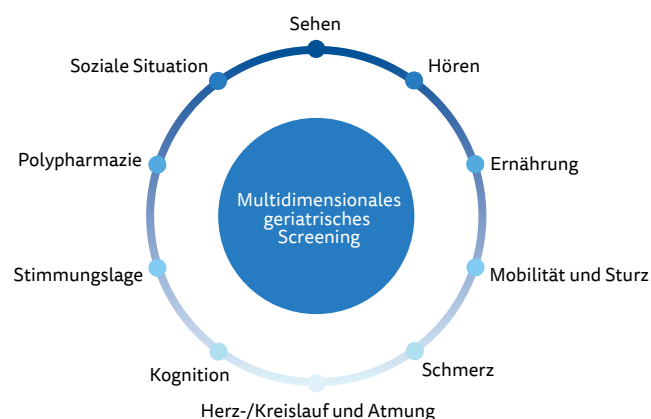 Sehen
Soziale Situation
Hören
Polypharmazie
Ernährung
Multidimensionales
geriatrisches
Screening
Stimmungslage
Mobilität und Sturz
Kognition
Schmerz
Herz-/Kreislauf und Atmung